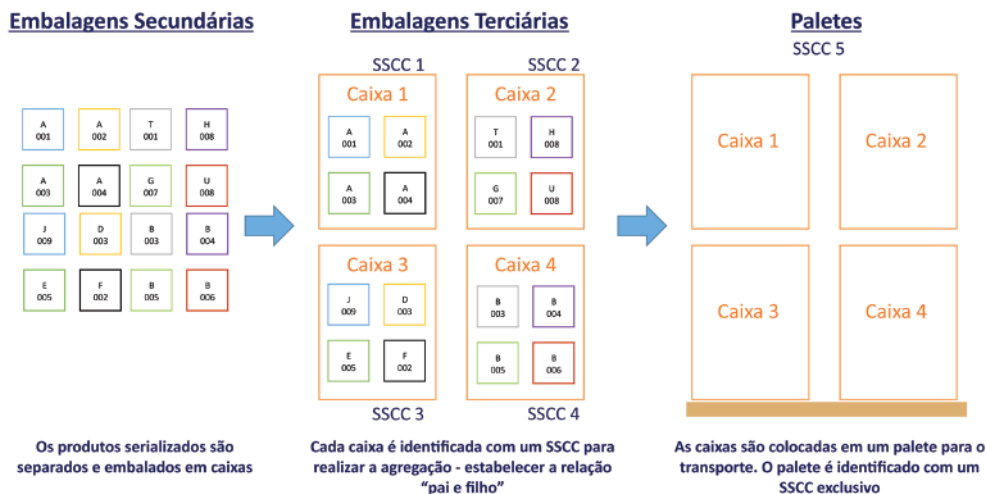 Embalagens Secundárias
A
001
A
002
T
001
H
008
A
003
A
004
G
007
U
008
J
009
D
003
B
003
B
004
E
005
F
002
B
005
B
006
Os produtos serializados são
separados e embalados em caixas
Embalagens Terciárias
SSCC 1
SSCC 2
Caixa 1
A
001
A
002
A
003
A
004
Caixa 2
T
001
H
008
G
007
U
008
Caixa 3
J
009
D
003
E
005
F
002
Caixa 4
B
003
B
004
B
005
B
006
SSCC 3
SSCC 4
Cada caixa é identificada com um SSCC para
realizar a agregação - estabelecer a relação
“pai e filho”
Paletes
SSCC 5
Caixa 1
Caixa 2
Caixa 3
Caixa 4
As caixas são colocadas em um palete para o
transporte. O palete é identificado com um
SSCC exclusivo